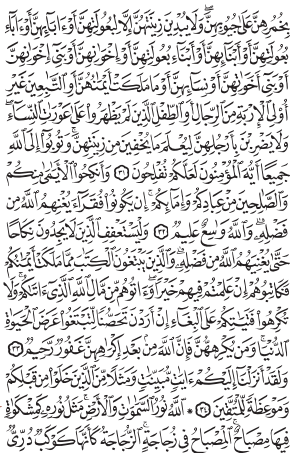 بِخُمُرِهِنَّ عَلَىٰ جُيُوبِهِنَّ ۖ وَلَا يُبْدِينَ زِينَتَهُنَّ إِلَّا لِبُعُولَتِهِنَّ أَوْ ءَابَآئِهِنَّ أَوْ ءَابَآءِ
بُعُولَتِهِنَّ أَوْ أَبْنَآئِهِنَّ أَوْ أَبْنَآءِ بُعُولَتِهِنَّ أَوْ إِخْوَٰنِهِنَّ أَوْ بَنِىٓ إِخْوَٰنِهِنَّ
أَوْ بَنِىٓ أَخَوَٰتِهِنَّ أَوْ نِسَآئِهِنَّ أَوْ مَا مَلَكَتْ أَيْمَٰنُهُنَّ أَوِ ٱلتَّٰبِعِينَ غَيْرِ
أُو۟لِى ٱلْإِرْبَةِ مِنَ ٱلرِّجَالِ أَوِ ٱلطِّفْلِ ٱلَّذِينَ لَمْ يَظْهَرُوا۟ عَلَىٰ عَوْرَٰتِ ٱلنِّسَآءِ ۖ
وَلَا يَضْرِبْنَ بِأَرْجُلِهِنَّ لِيُعْلَمَ مَا يُخْفِينَ مِن زِينَتِهِنَّ ۚ وَتُوبُوٓا۟ إِلَى ٱللَّهِ
جَمِيعًا أَيُّهَ ٱلْمُؤْمِنُونَ لَعَلَّكُمْ تُفْلِحُونَ ٣١ وَأَنكِحُوا۟ ٱلْأَيَٰمَىٰ مِنكُمْ
وَٱلصَّٰلِحِينَ مِنْ عِبَادِكُمْ وَإِمَآئِكُمْ ۚ إِن يَكُونُوا۟ فُقَرَآءَ يُغْنِهِمُ ٱللَّهُ مِن
فَضْلِهِۦ ۗ وَٱللَّهُ وَٰسِعٌ عَلِيمٌ ٣٢ وَلْيَسْتَعْفِفِ ٱلَّذِينَ لَا يَجِدُونَ نِكَاحًا
حَتَّىٰ يُغْنِيَهُمُ ٱللَّهُ مِن فَضْلِهِۦ ۗ وَٱلَّذِينَ يَبْتَغُونَ ٱلْكِتَٰبَ مِمَّا مَلَكَتْ أَيْمَٰنُكُمْ
فَكَاتِبُوهُمْ إِنْ عَلِمْتُمْ فِيهِمْ خَيْرًا ۖ وَءَاتُوهُم مِّن مَّالِ ٱللَّهِ ٱلَّذِىٓ ءَاتَىٰكُمْ ۚ وَلَا
تُكْرِهُوا۟ فَتَيَٰتِكُمْ عَلَى ٱلْبِغَآءِ إِنْ أَرَدْنَ تَحَصُّنًا لِّتَبْتَغُوا۟ عَرَضَ ٱلْحَيَوٰةِ
ٱلدُّنْيَا ۚ وَمَن يُكْرِههُّنَّ فَإِنَّ ٱللَّهَ مِنۢ بَعْدِ إِكْرَٰهِهِنَّ غَفُورٌ رَّحِيمٌ ٣٣
وَلَقَدْ أَنزَلْنَآ إِلَيْكُمْ ءَايَٰتٍ مُّبَيِّنَٰتٍ وَمَثَلًا مِّنَ ٱلَّذِينَ خَلَوْا۟ مِن قَبْلِكُمْ
وَمَوْعِظَةً لِّلْمُتَّقِينَ ٣٤ ۞ ٱللَّهُ نُورُ ٱلسَّمَٰوَٰتِ وَٱلْأَرْضِ ۚ مَثَلُ نُورِهِۦ كَمِشْكَوٰةٍ
فِيهَا مِصْبَاحٌ ۖ ٱلْمِصْبَاحُ فِى زُجَاجَةٍ ۖ ٱلزُّجَاجَةُ كَأَنَّهَا كَوْكَبٌ دُرِّىٌّ